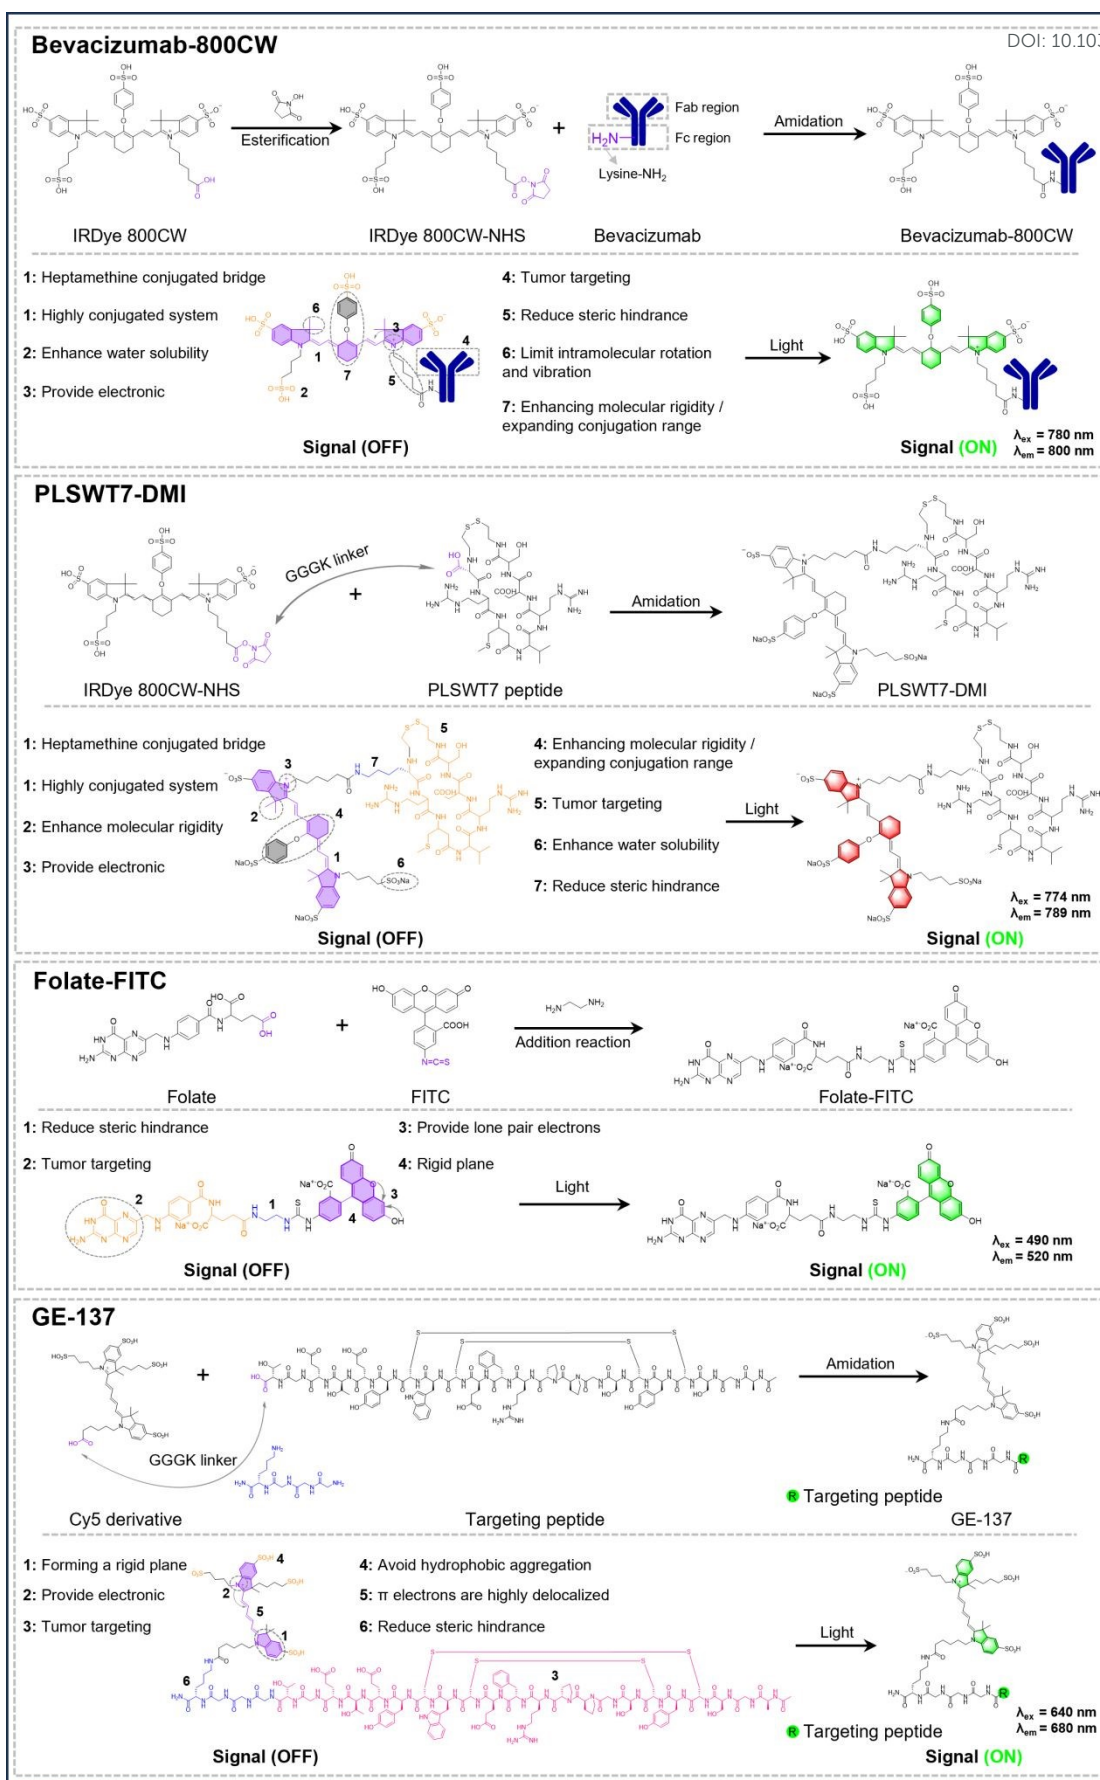 Bevacizumab-800CW
DOI: 10.103
Esterification
Fab region
H₂N
Fc region
Lysine-NH₂
Amidation
IRDye 800CW
IRDye 800CW-NHS
Bevacizumab
Bevacizumab-800CW
1: Heptamethine conjugated bridge
1: Highly conjugated system
2: Enhance water solubility
3: Provide electronic
4: Tumor targeting
5: Reduce steric hindrance
6: Limit intramolecular rotation
and vibration
7: Enhancing molecular rigidity /
expanding conjugation range
Light
Signal (OFF)
Signal (ON)
λex = 780 nm
λem = 800 nm
PLSWT7-DMI
GGGK linker
Amidation
IRDye 800CW-NHS
PLSWT7 peptide
PLSWT7-DMI
1: Heptamethine conjugated bridge
1: Highly conjugated system
2: Enhance molecular rigidity
3: Provide electronic
4: Enhancing molecular rigidity /
expanding conjugation range
5: Tumor targeting
6: Enhance water solubility
7: Reduce steric hindrance
Light
Signal (OFF)
Signal (ON)
λex = 774 nm
λem = 789 nm
Folate-FITC
Addition reaction
Folate
FITC
Folate-FITC
1: Reduce steric hindrance
2: Tumor targeting
3: Provide lone pair electrons
4: Rigid plane
Light
Signal (OFF)
Signal (ON)
λex = 490 nm
λem = 520 nm
GE-137
Amidation
GGGK linker
Cy5 derivative
Targeting peptide
R Targeting peptide
GE-137
1: Forming a rigid plane
2: Provide electronic
3: Tumor targeting
4: Avoid hydrophobic aggregation
5: π electrons are highly delocalized
6: Reduce steric hindrance
Light
R Targeting peptide
Signal (OFF)
Signal (ON)
λex = 640 nm
λem = 680 nm